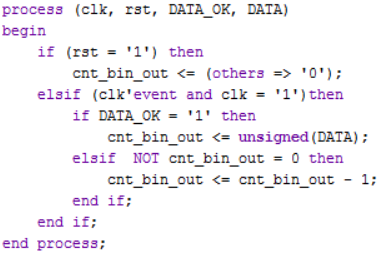 process (clk, rst, DATA_OK, DATA)
begin
    if (rst = '1') then
        cnt_bin_out <= (others => '0');
    elsif (clk'event and clk = '1')then
        if DATA_OK = '1' then
            cnt_bin_out <= unsigned(DATA);
        elsif  NOT cnt_bin_out = 0 then
            cnt_bin_out <= cnt_bin_out - 1;
        end if;
    end if;
end process;